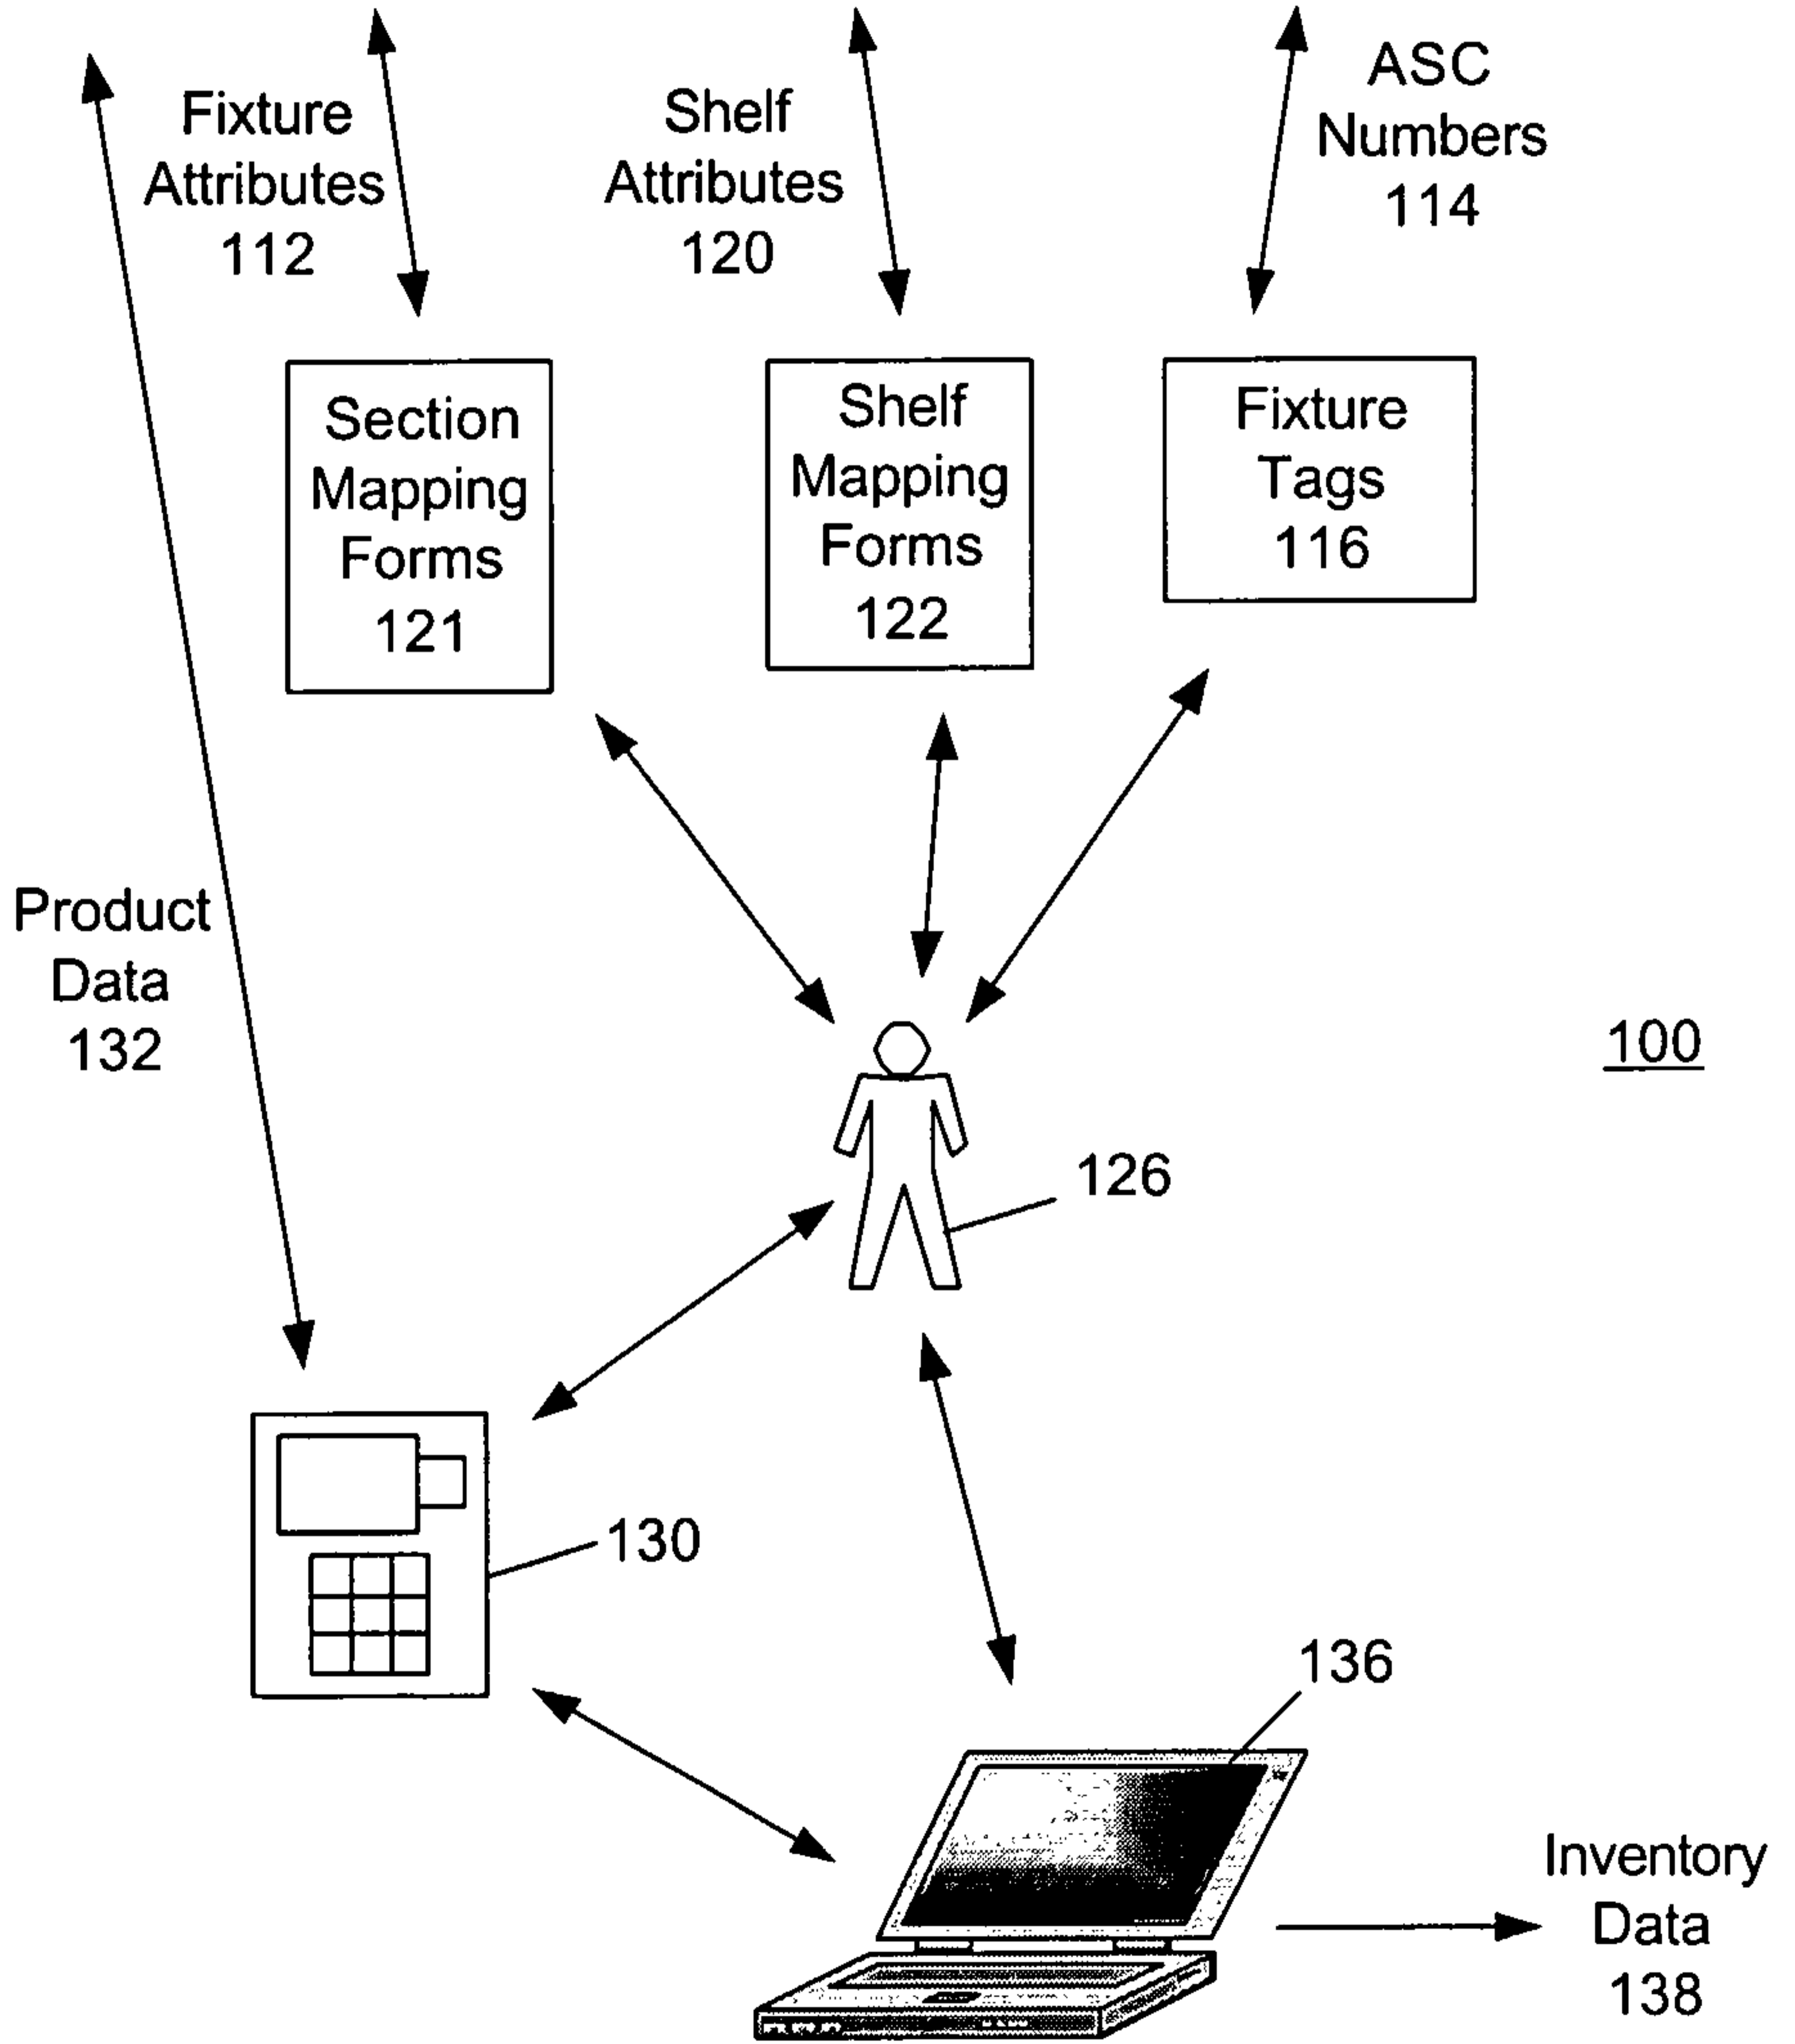 Fixture
Attributes
112
Shelf
Attributes
120
ASC
Numbers
114
Section
Mapping
Forms
121
Shelf
Mapping
Forms
122
Fixture
Tags
116
Product
Data
132
100
126
130
136
Inventory
Data
138